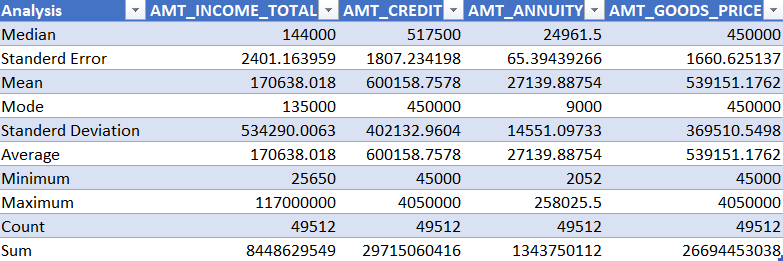 Analysis AMT_INCOME_TOTAL AMT_CREDIT AMT_ANNUITY AMT_GOODS_PRICE
Median 144000 517500 24961.5 450000
Standerd Error 2401.163959 1807.234198 65.39439266 1660.625137
Mean 170638.018 600158.7578 27139.88754 539151.1762
Mode 135000 450000 9000 450000
Standerd Deviation 534290.0063 402132.9604 14551.09733 369510.5498
Average 170638.018 600158.7578 27139.88754 539151.1762
Minimum 25650 45000 2052 45000
Maximum 117000000 4050000 258025.5 4050000
Count 49512 49512 49512 49512
Sum 8448629549 29715060416 1343750112 26694453038